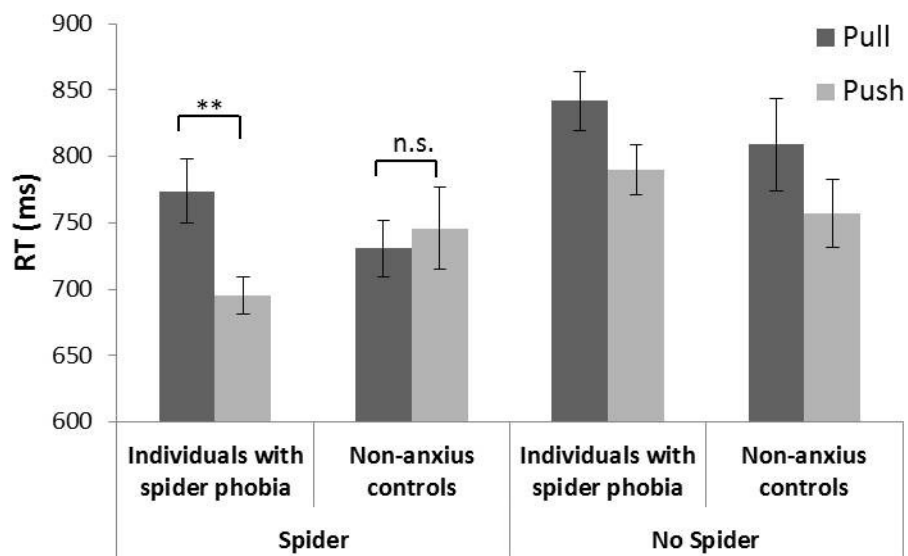 900
850
800
750
700
650
600
RT (ms)
Pull
Push
**
n.s.
Individuals with
spider phobia
Non-anxius
controls
Individuals with
spider phobia
Non-anxius
controls
Spider
No Spider